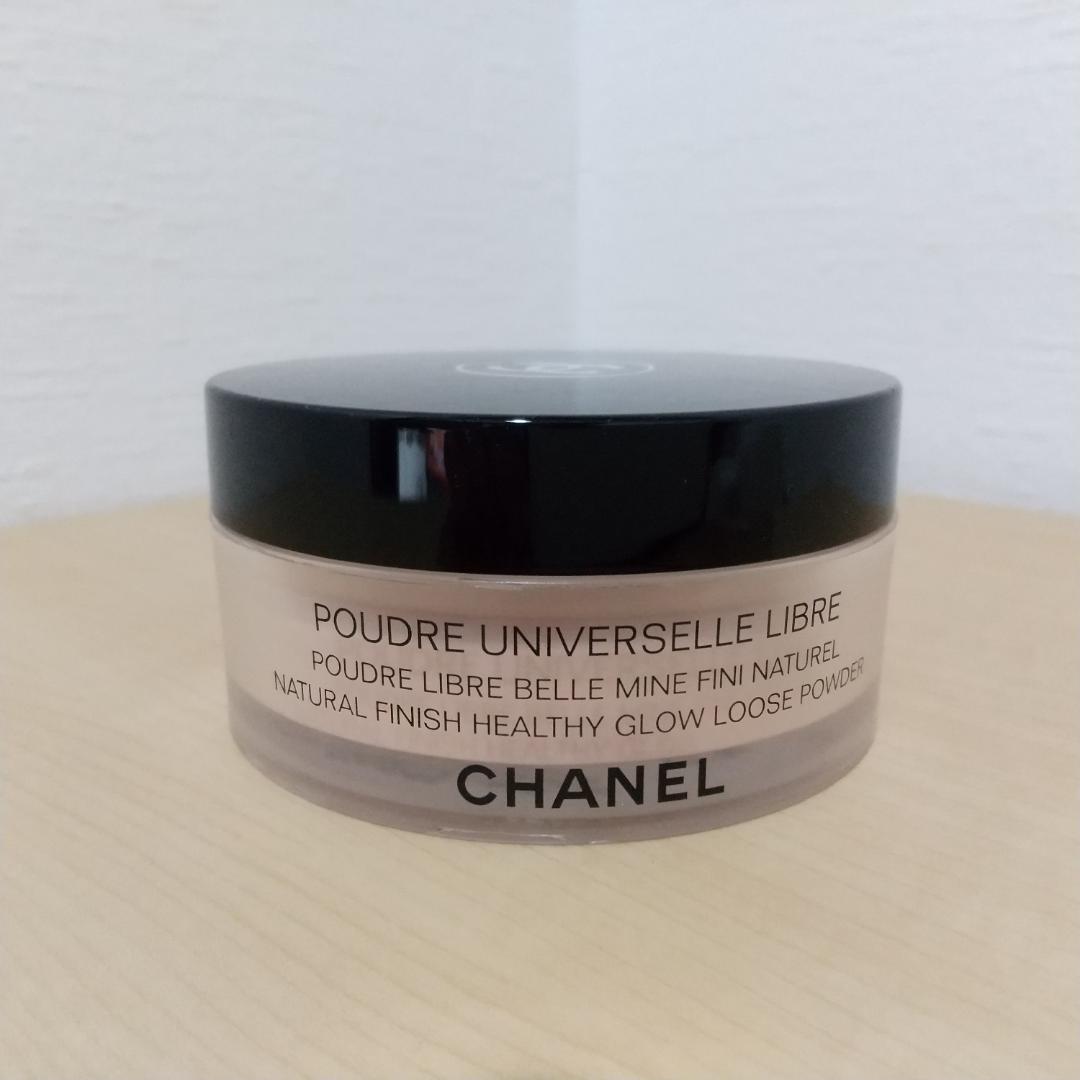 POUDRE UNIVERSELLE LIBRE
POUDRE LIBRE BELLE MINE FINI NATUREL
NATURAL FINISH HEALTHY GLOW LOOSE POWDER
CHANEL